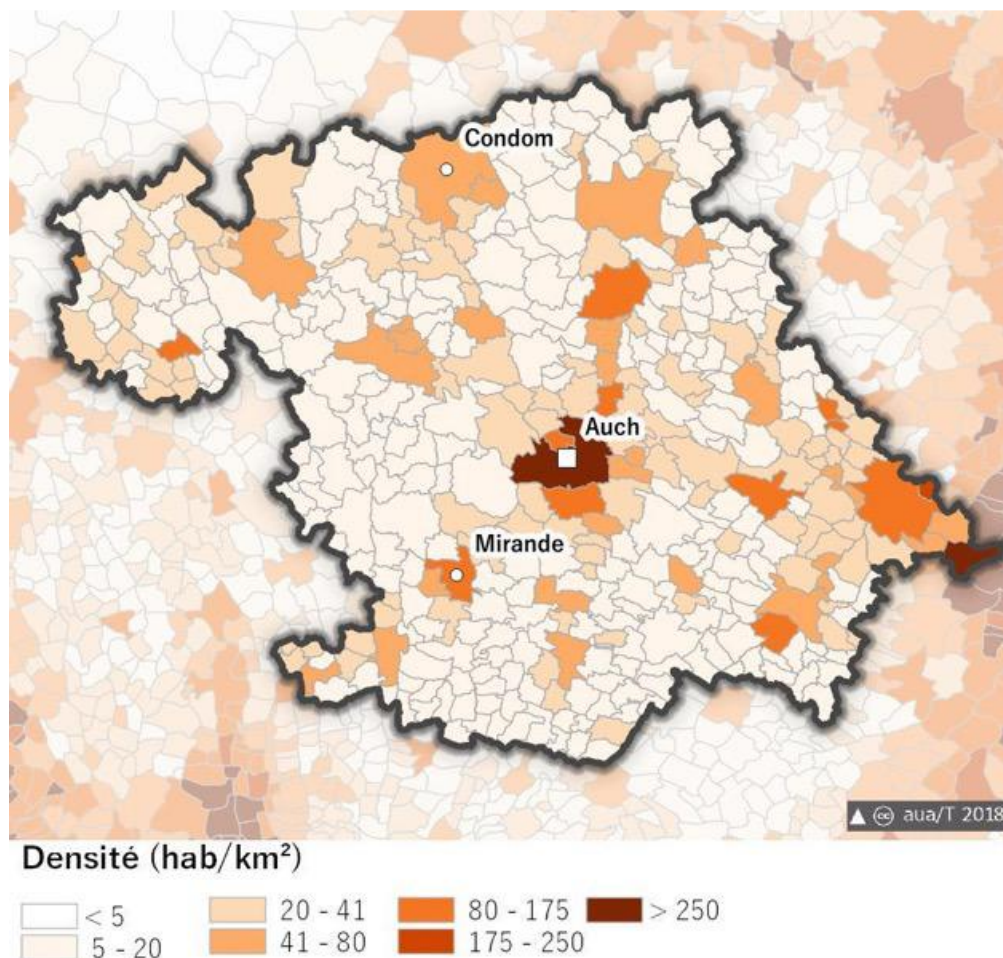 Condom
Auch
Mirande
aua/T 2018
Densité (hab/km²)
< 5
20 - 41
80 - 175
> 250
5 - 20
41 - 80
175 - 250